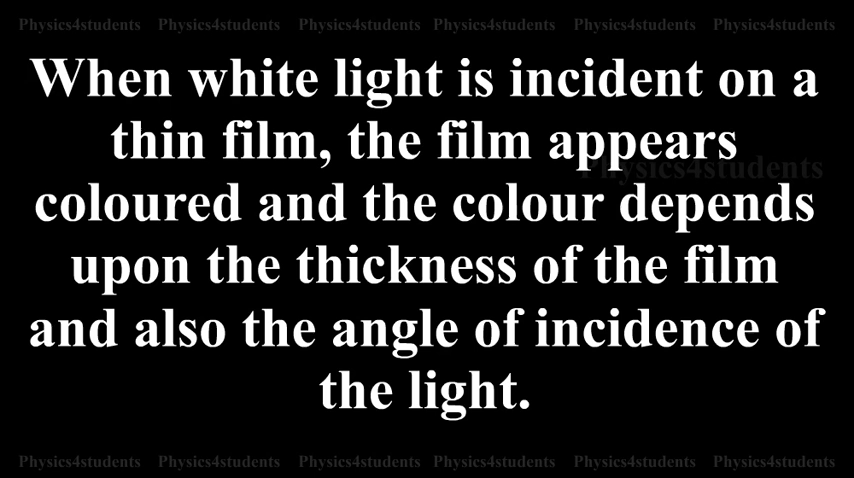 Physics4students Physics4students Physics4students Physics4students Physics4students Physics4students
When white light is incident on a
thin film, the film appears
Physics4students
coloured and the colour depends
upon the thickness of the film
and also the angle of incidence of
the light.
Physics4students Physics4students Physics4students Physics4students Physics4students Physics4students